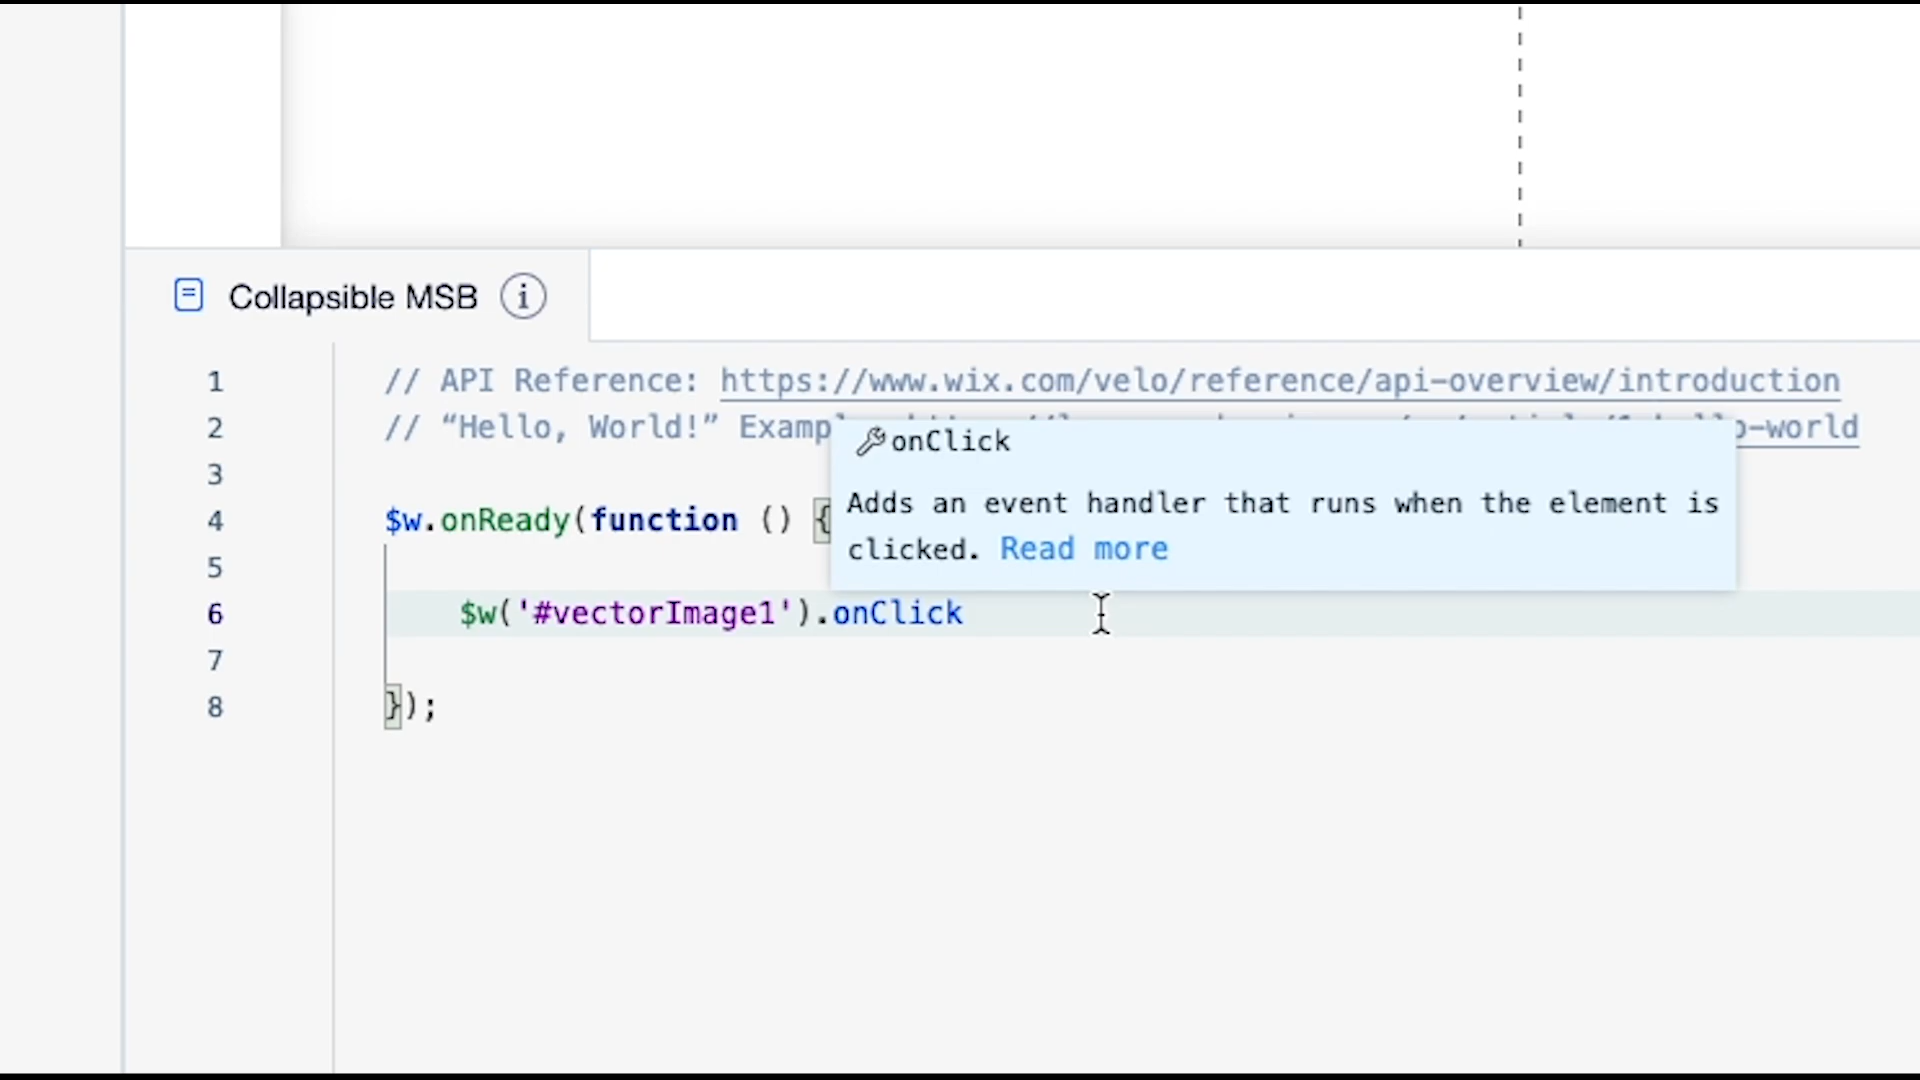 Collapsible MSB
1 // API Reference: https://www.wix.com/velo/reference/api-overview/introduction
2 // “Hello, World!” Examp -world
onClick
3
Adds an event handler that runs when the element is
4 $w.onReady(function () {
clicked. Read more
5
6 $w('#vectorImage1').onClick
7
8 });